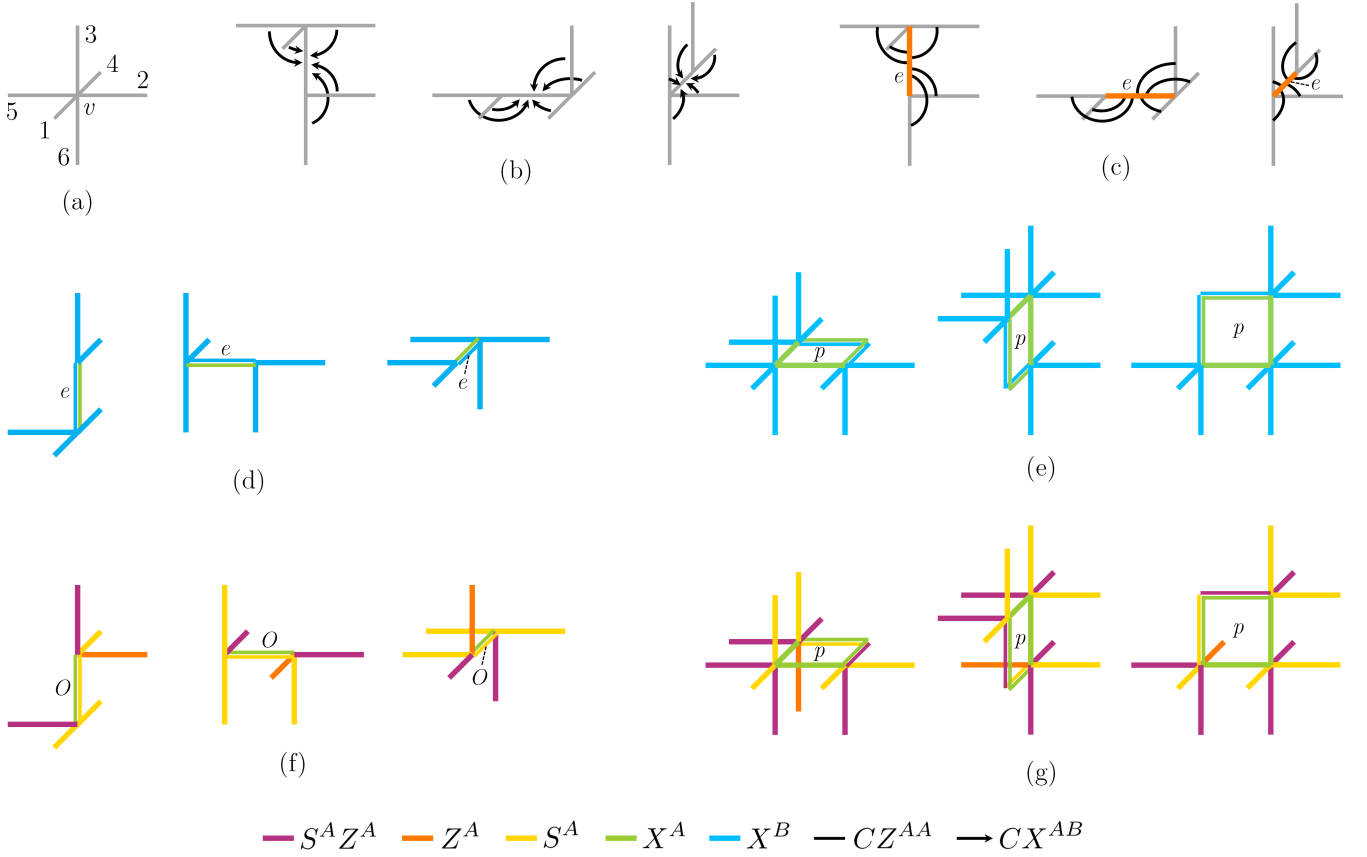 3
4
2
5
v
1
6
(a)
(b)
e
e
e
(c)
e
e
e
(d)
p
p
p
(e)
O
O
O
(f)
p
p
p
(g)
S^A Z^A Z^A S^A X^A X^B CZ^{AA} CX^{AB}